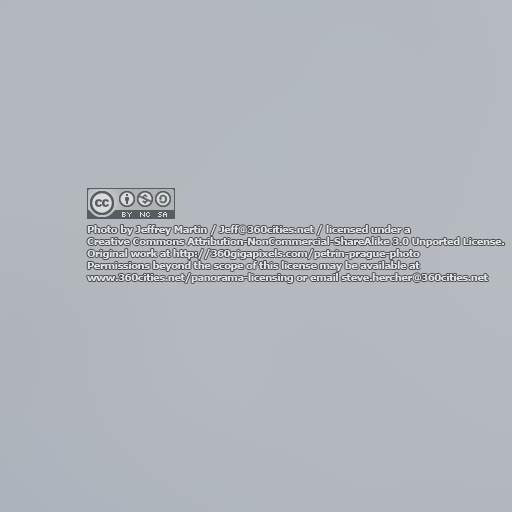 cc
BY NC SA
Photo by Jeffrey Martin / Jeff@360cities.net / licensed under a
Creative Commons Attribution-NonCommercial-ShareAlike 3.0 Unported License.
Original work at http://360gigapixels.com/petrin-prague-photo
Permissions beyond the scope of this license may be available at
www.360cities.net/panorama-licensing or email steve.hercher@360cities.net